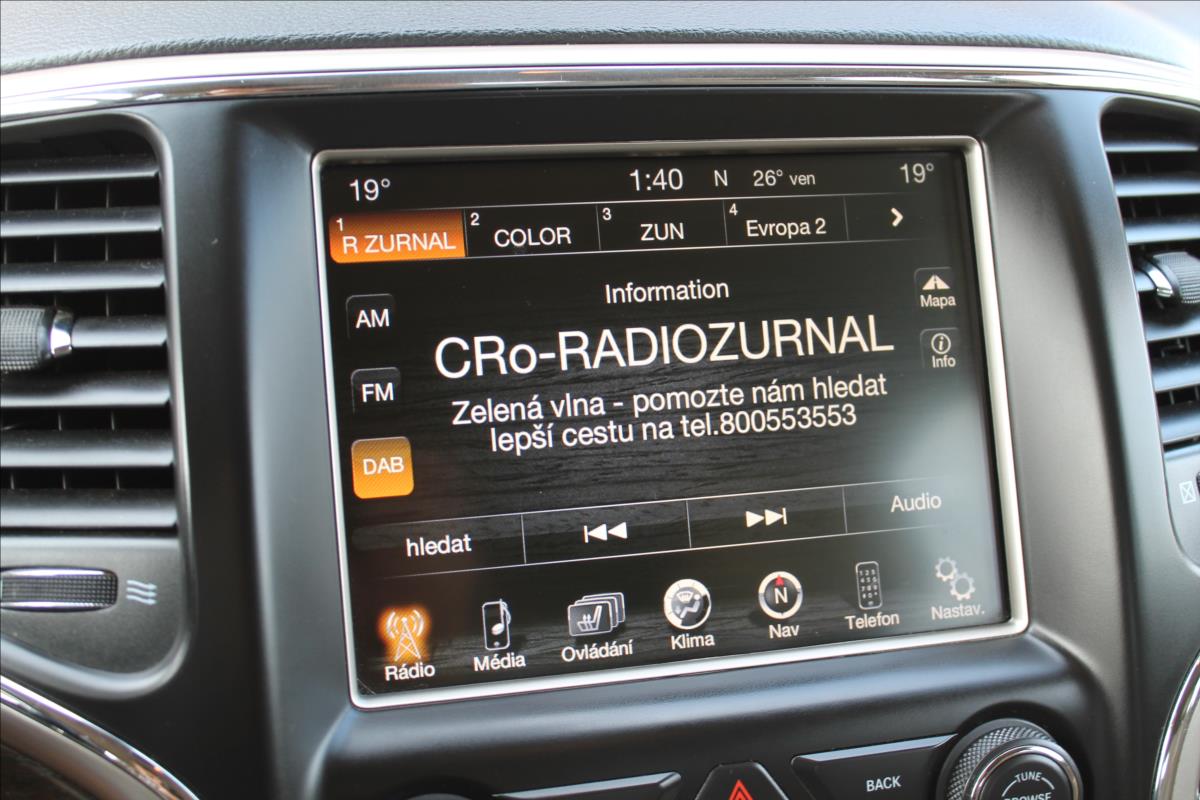 19° 1:40 N 26° ven 19°
1 R ZURNAL 2 COLOR 3 ZUN 4 Evropa 2
Information
Mapa
AM
CRo-RADIOZURNAL
Info
FM
Zelená vlna - pomozte nám hledat
lepší cestu na tel.800553553
DAB
hledat Audio
N
Rádio Média Ovládání Klima Nav Telefon Nastav.
BACK
TUNE
BROWSE